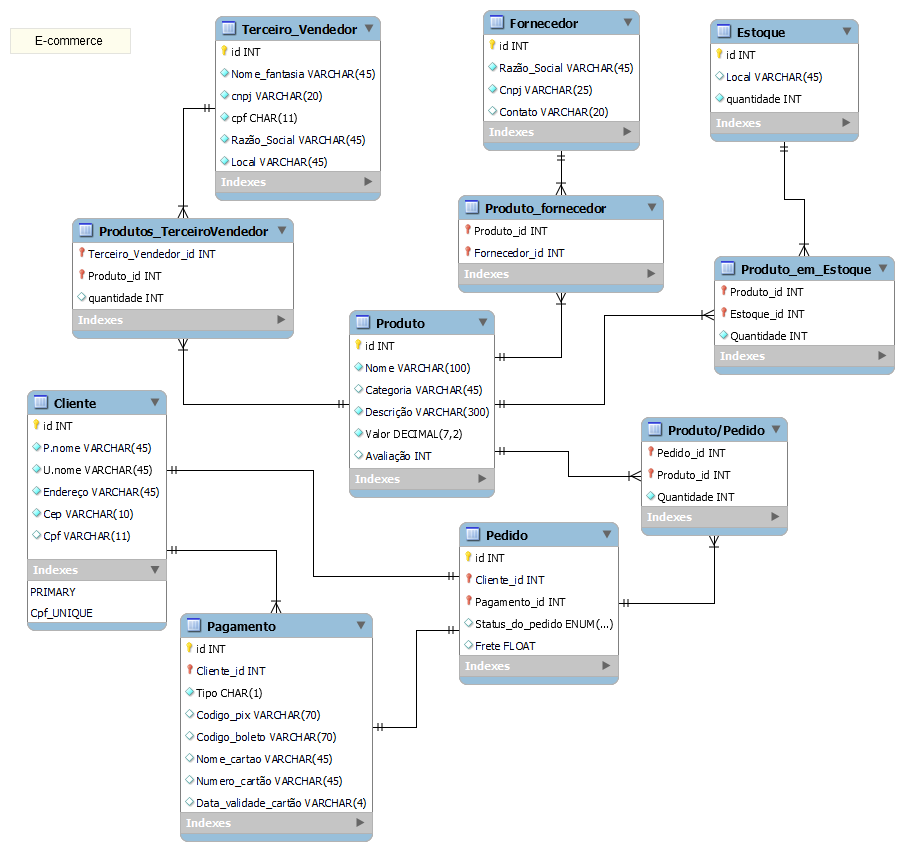 E-commerce
Terceiro_Vendedor
id INT
Nome_fantasia VARCHAR(45)
cnpj VARCHAR(20)
cpf CHAR(11)
Razão_Social VARCHAR(45)
Local VARCHAR(45)
Indexes
Fornecedor
id INT
Razão_Social VARCHAR(45)
Cnpj VARCHAR(25)
Contato VARCHAR(20)
Indexes
Estoque
id INT
Local VARCHAR(45)
quantidade INT
Indexes
Produtos_TerceiroVendedor
Terceiro_Vendedor_id INT
Produto_id INT
quantidade INT
Indexes
Produto_fornecedor
Produto_id INT
Fornecedor_id INT
Indexes
Produto_em_Estoque
Produto_id INT
Estoque_id INT
Quantidade INT
Indexes
Produto
id INT
Nome VARCHAR(100)
Categoria VARCHAR(45)
Descrição VARCHAR(300)
Valor DECIMAL(7,2)
Avaliação INT
Indexes
Cliente
id INT
P.nome VARCHAR(45)
U.nome VARCHAR(45)
Endereço VARCHAR(45)
Cep VARCHAR(10)
Cpf VARCHAR(11)
Indexes
PRIMARY
Cpf_UNIQUE
Produto/Pedido
Pedido_id INT
Produto_id INT
Quantidade INT
Indexes
Pedido
id INT
Cliente_id INT
Pagamento_id INT
Status_do_pedido ENUM(...)
Frete FLOAT
Indexes
Pagamento
id INT
Cliente_id INT
Tipo CHAR(1)
Codigo_pix VARCHAR(70)
Codigo_boleto VARCHAR(70)
Nome_cartao VARCHAR(45)
Numero_cartão VARCHAR(45)
Data_validade_cartão VARCHAR(4)
Indexes